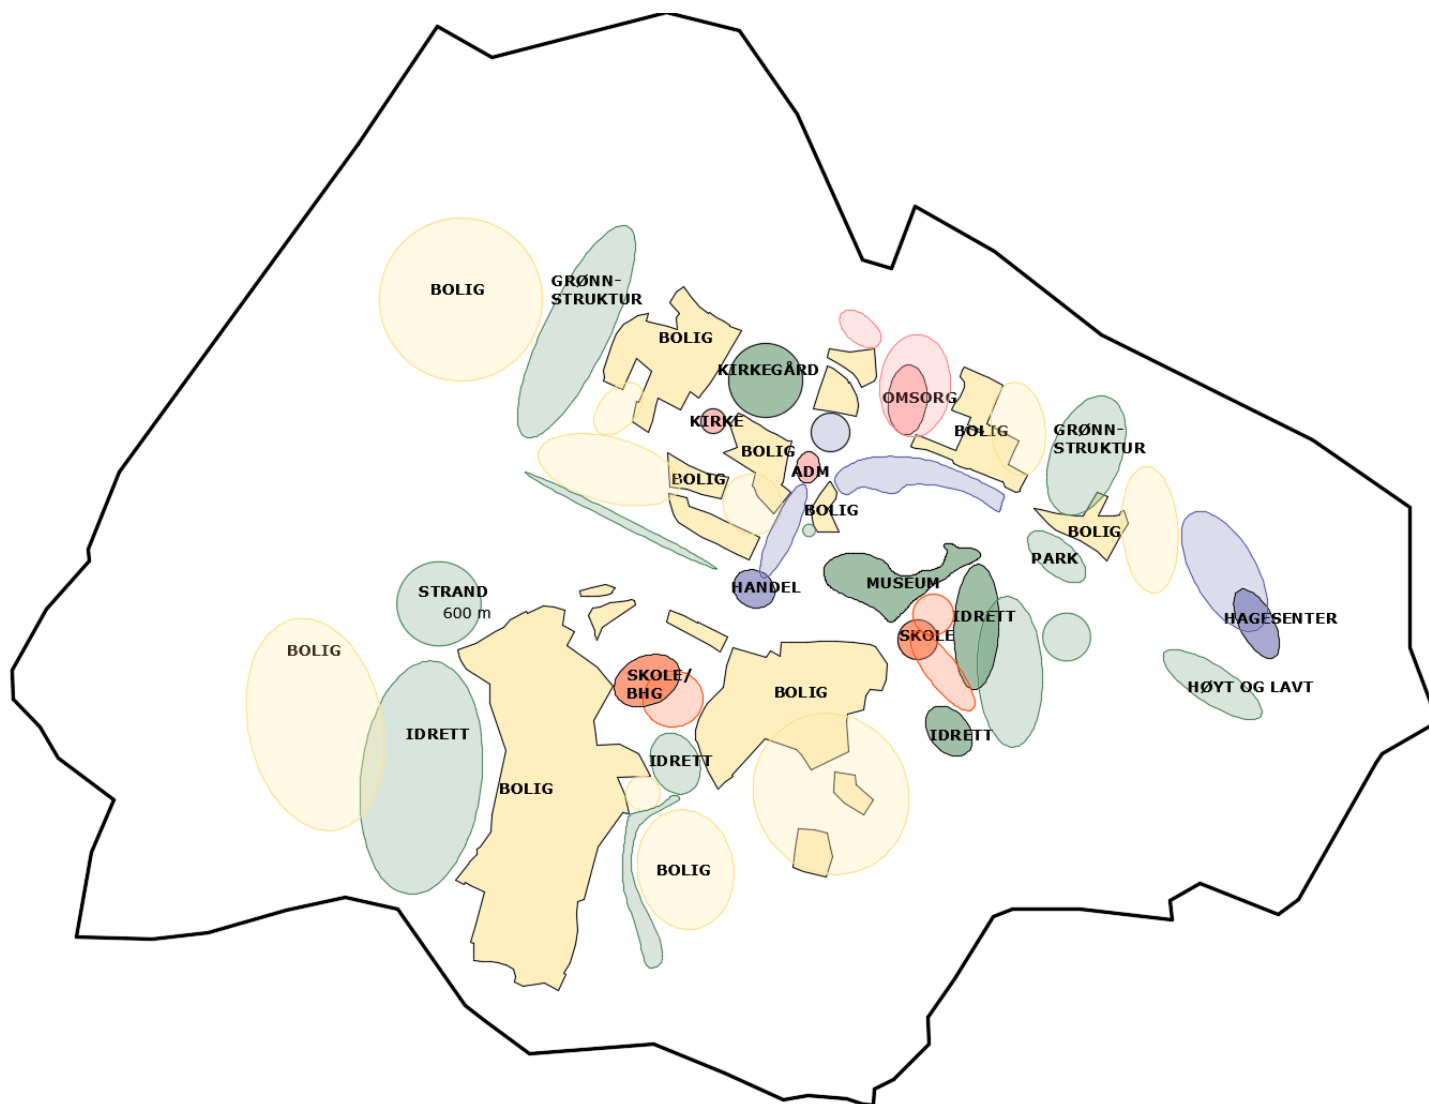 GRØNN-
STRUKTUR
BOLIG
BOLIG
KIRKEGÅRD
OMSORG
KIRKE
BOLIG
GRØNN-
STRUKTUR
BOLIG
ADM
BOLIG
BOLIG
BOLIG
PARK
MUSEUM
HANDEL
STRAND
600 m
IDRETT
HAGESENTER
SKOLE
BOLIG
SKOLE/
BHG
BOLIG
HØYT OG LAVT
IDRETT
IDRETT
IDRETT
BOLIG
BOLIG